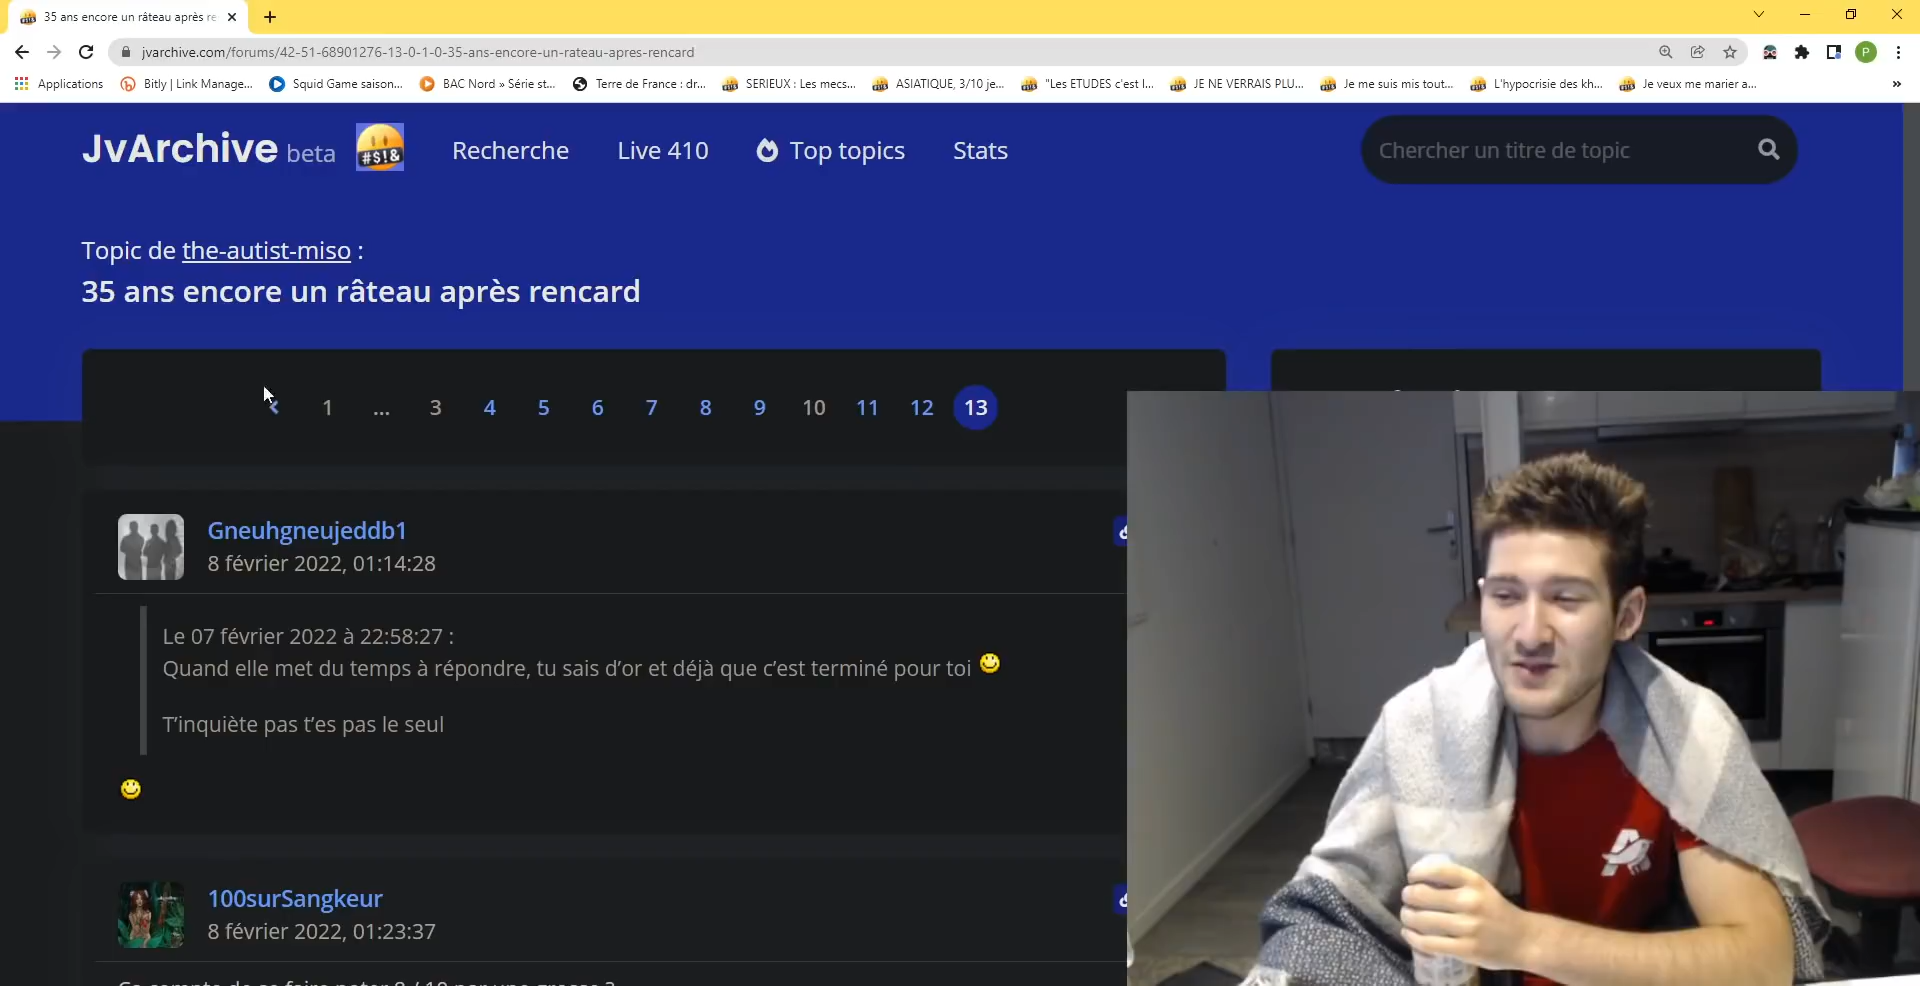 35 ans encore un râteau après re
jvarchive.com/forums/42-51-68901276-13-0-1-0-35-ans-encore-un-rateau-apres-rencard
P
Applications
Bitly | Link Manage...
Squid Game saison...
BAC Nord » Série st...
Terre de France : dr...
SERIEUX : Les mecs...
ASIATIQUE, 3/10 je...
"Les ETUDES c'est l...
JE NE VERRAIS PLU...
Je me suis mis tout...
L'hypocrisie des kh...
Je veux me marier a...
»
JvArchive beta
#$!&
Recherche
Live 410
Top topics
Stats
Chercher un titre de topic
Topic de the-autist-miso :
35 ans encore un râteau après rencard
1 ... 3 4 5 6 7 8 9 10 11 12 13
Gneuhgneujeddb1
8 février 2022, 01:14:28
Le 07 février 2022 à 22:58:27 :
Quand elle met du temps à répondre, tu sais d’or et déjà que c’est terminé pour toi
T’inquiète pas t’es pas le seul
100surSangkeur
8 février 2022, 01:23:37